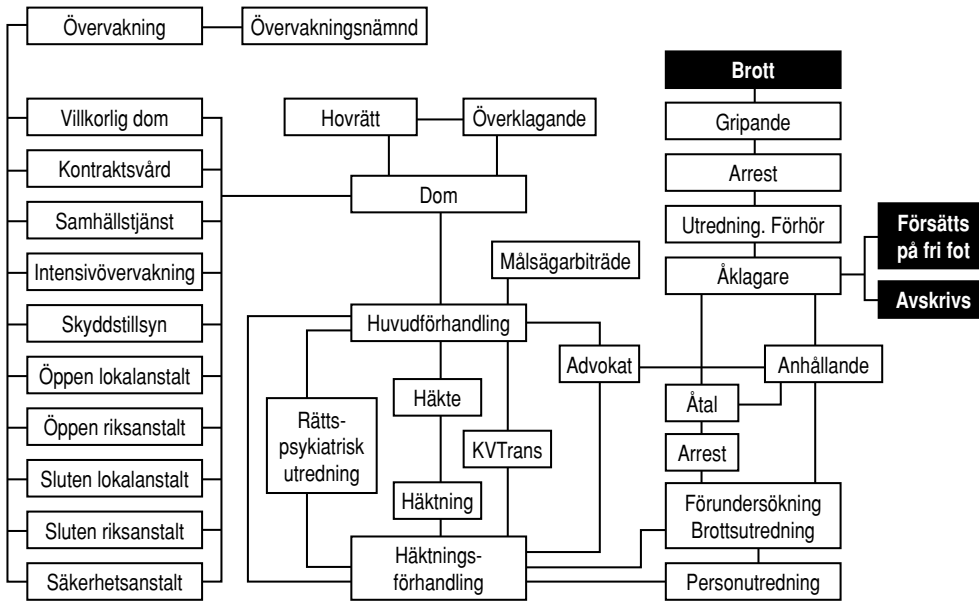 Övervakning
Övervakningsnämnd
Villkorlig dom
Kontraktsvård
Samhällstjänst
Intensivövervakning
Skyddstillsyn
Öppen lokalanstalt
Öppen riksanstalt
Sluten lokalanstalt
Sluten riksanstalt
Säkerhetsanstalt
Hovrätt
Överklagande
Dom
Målsägarbiträde
Huvudförhandling
Rätts-
psykiatrisk
utredning
Häkte
KVTrans
Häktning
Häktnings-
förhandling
Advokat
Brott
Gripande
Arrest
Utredning. Förhör
Åklagare
Försätts
på fri fot
Avskrivs
Anhållande
Åtal
Arrest
Förundersökning
Brottsutredning
Personutredning